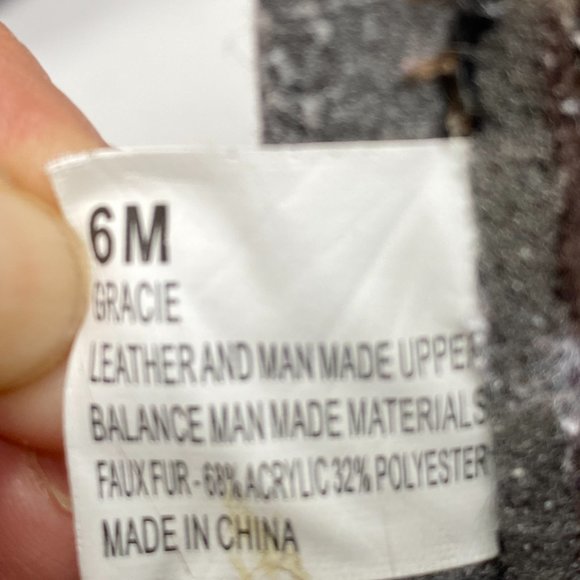 6M
GRACIE
LEATHER AND MAN MADE UPPER
BALANCE MAN MADE MATERIALS
FAUX FUR - 68% ACRYLIC 32% POLYESTER
MADE IN CHINA